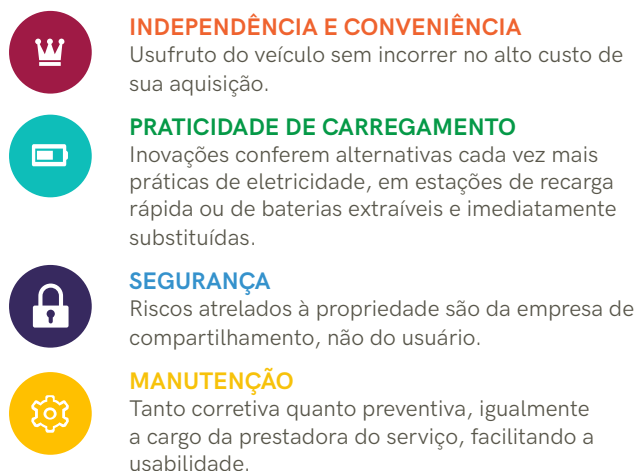 INDEPENDÊNCIA E CONVENIÊNCIA
Usufruto do veículo sem incorrer no alto custo de
sua aquisição.
PRATICIDADE DE CARREGAMENTO
Inovações conferem alternativas cada vez mais
práticas de eletricidade, em estações de recarga
rápida ou de baterias extraíveis e imediatamente
substituídas.
SEGURANÇA
Riscos atrelados à propriedade são da empresa de
compartilhamento, não do usuário.
MANUTENÇÃO
Tanto corretiva quanto preventiva, igualmente
a cargo da prestadora do serviço, facilitando a
usabilidade.